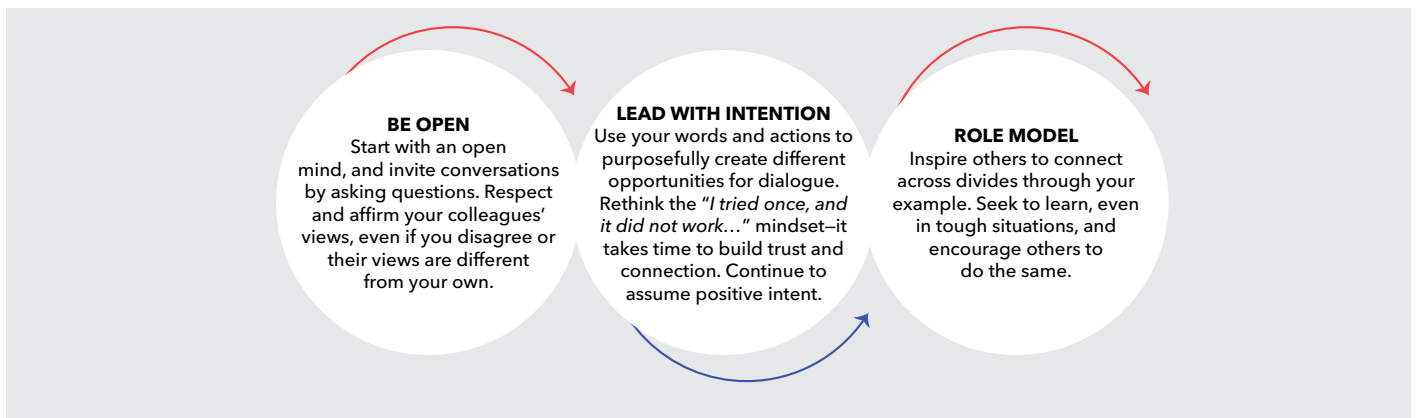 BE OPEN
Start with an open
mind, and invite conversations
by asking questions. Respect
and affirm your colleagues’
views, even if you disagree or
their views are different
from your own.
LEAD WITH INTENTION
Use your words and actions to
purposefully create different
opportunities for dialogue.
Rethink the “I tried once, and
it did not work…” mindset—it
takes time to build trust and
connection. Continue to
assume positive intent.
ROLE MODEL
Inspire others to connect
across divides through your
example. Seek to learn, even
in tough situations, and
encourage others to
do the same.